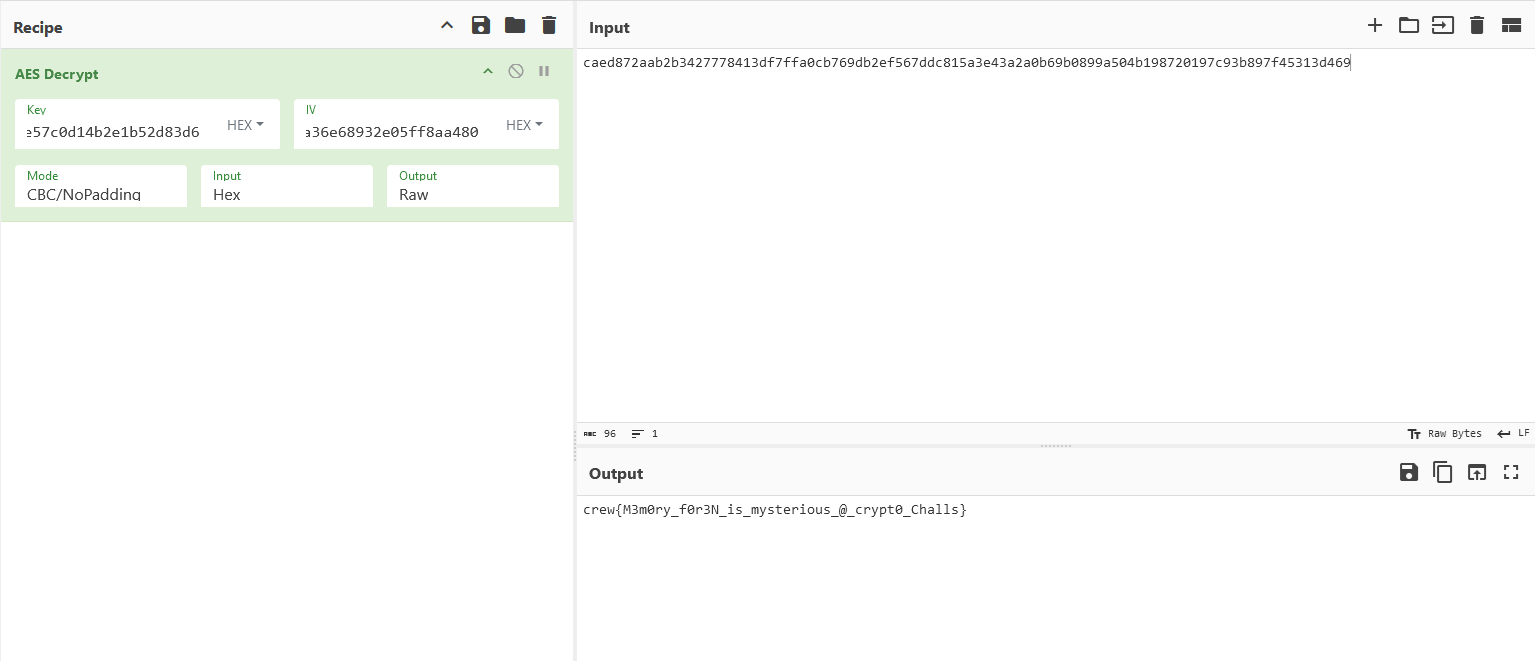 Recipe
AES Decrypt
Key
e57c0d14b2e1b52d83d6
HEX
IV
a36e68932e05ff8aa480
HEX
Mode
CBC/NoPadding
Input
Hex
Output
Raw
Input
caed872aab2b3427778413df7ffa0cb769db2ef567ddc815a3e43a2a0b69b0899a504b198720197c93b897f45313d469
ABC 96
1
Tт Raw Bytes
LF
Output
crew{M3m0ry_f0r3N_is_mysterious_@_crypt0_Challs}